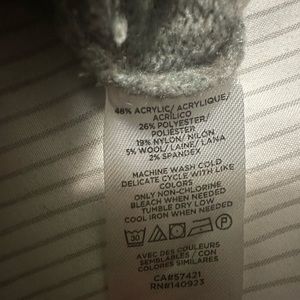 48% ACRYLIC/ ACRYLIQUE/
ACRILICO
26% POLYESTER/
POLIÉSTER
19% NYLON/ NILÓN
5% WOOL/ LAINE/ LANA
2% SPANDEX
MACHINE WASH COLD
DELICATE CYCLE WITH LIKE
COLORS
ONLY NON-CHLORINE
BLEACH WHEN NEEDED
TUMBLE DRY LOW
COOL IRON WHEN NEEDED
30
AVEC DES COULEURS
SEMBLABLES / CON
COLORES SIMILARES
CA#57421
RN#140923